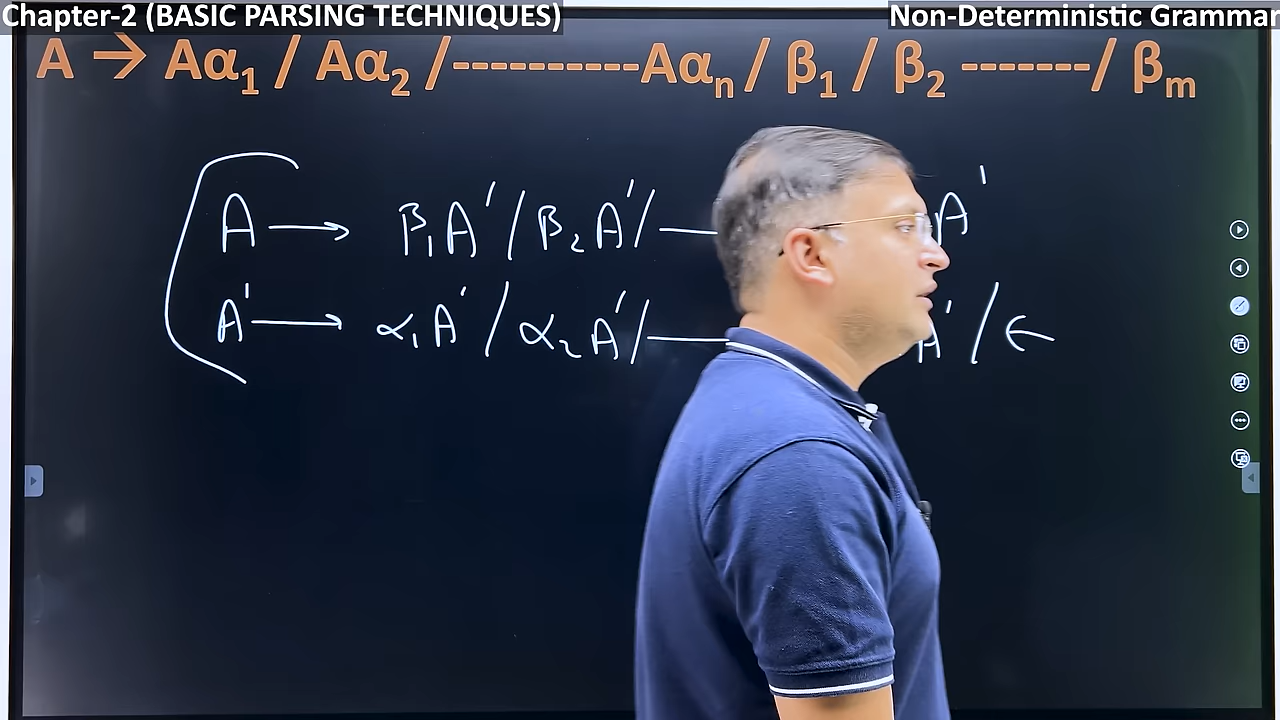 Chapter-2 (BASIC PARSING TECHNIQUES)
Non-Deterministic Grammar
A → Aα₁ / Aα₂ /----------Aαₙ / β₁ / β₂ -------/ βₘ
A → β₁A' / β₂A' / — A'
A' → α₁A' / α₂A' / — A' / ϵ